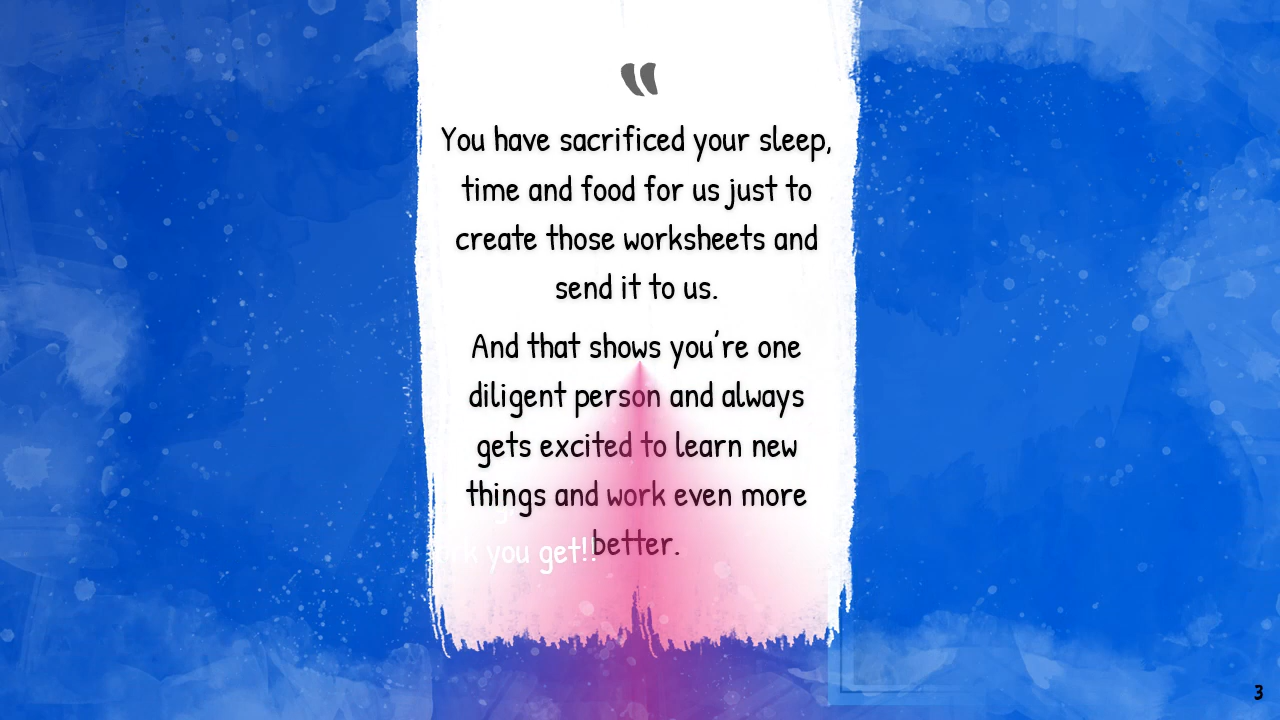 “
You have sacrificed your sleep,
time and food for us just to
create those worksheets and
send it to us.
And that shows you’re one
diligent person and always
gets excited to learn new
things and work even more
better.
you get!!
3